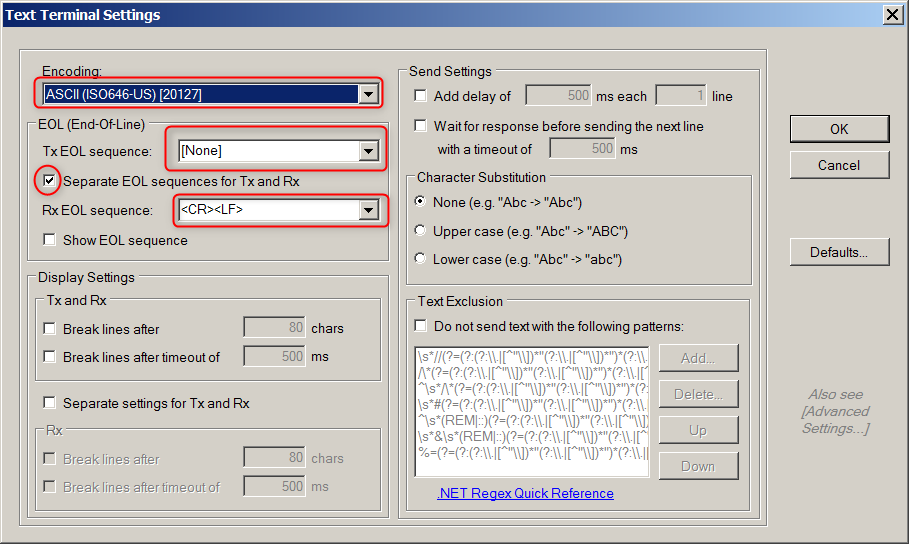 Text Terminal Settings
Encoding:
ASCII (ISO646-US) [20127]
EOL (End-Of-Line)
Tx EOL sequence:
[None]
Separate EOL sequences for Tx and Rx
Rx EOL sequence:
<CR><LF>
Show EOL sequence
Display Settings
Tx and Rx
Break lines after
80
chars
Break lines after timeout of
500
ms
Separate settings for Tx and Rx
Rx
Break lines after
80
chars
Break lines after timeout of
500
ms
Send Settings
Add delay of
500
ms each
1
line
Wait for response before sending the next line
with a timeout of
500
ms
Character Substitution
None (e.g. "Abc -> "Abc")
Upper case (e.g. "Abc" -> "ABC")
Lower case (e.g. "Abc" -> "abc")
Text Exclusion
Do not send text with the following patterns:
\s*//(?=(?:(?:\\.|[^"\\])*"(?:\\.|[^"\\])*")*(?:
/\*(?=(?:(?:\\.|[^"\\])*"(?:\\.|[^"\\])*")*(?:\\.|[^
^\s*/\*(?=(?:(?:\\.|[^"\\])*"(?:\\.|[^"\\])*")*(?:
\s*#(?=(?:(?:\\.|[^"\\])*"(?:\\.|[^"\\])*")*(?:\\.
^\s*(REM|::)(?=(?:(?:\\.|[^"\\])*"(?:\\.|[^"\\
\s*&\s*(REM|::)(?=(?:(?:\\.|[^"\\])*"(?:\\.|[^
%=(?=(?:(?:\\.|[^"\\])*"(?:\\.|[^"\\])*")*(?:\\.|[
.NET Regex Quick Reference
Add...
Delete...
Up
Down
OK
Cancel
Defaults...
Also see
[Advanced
Settings...]